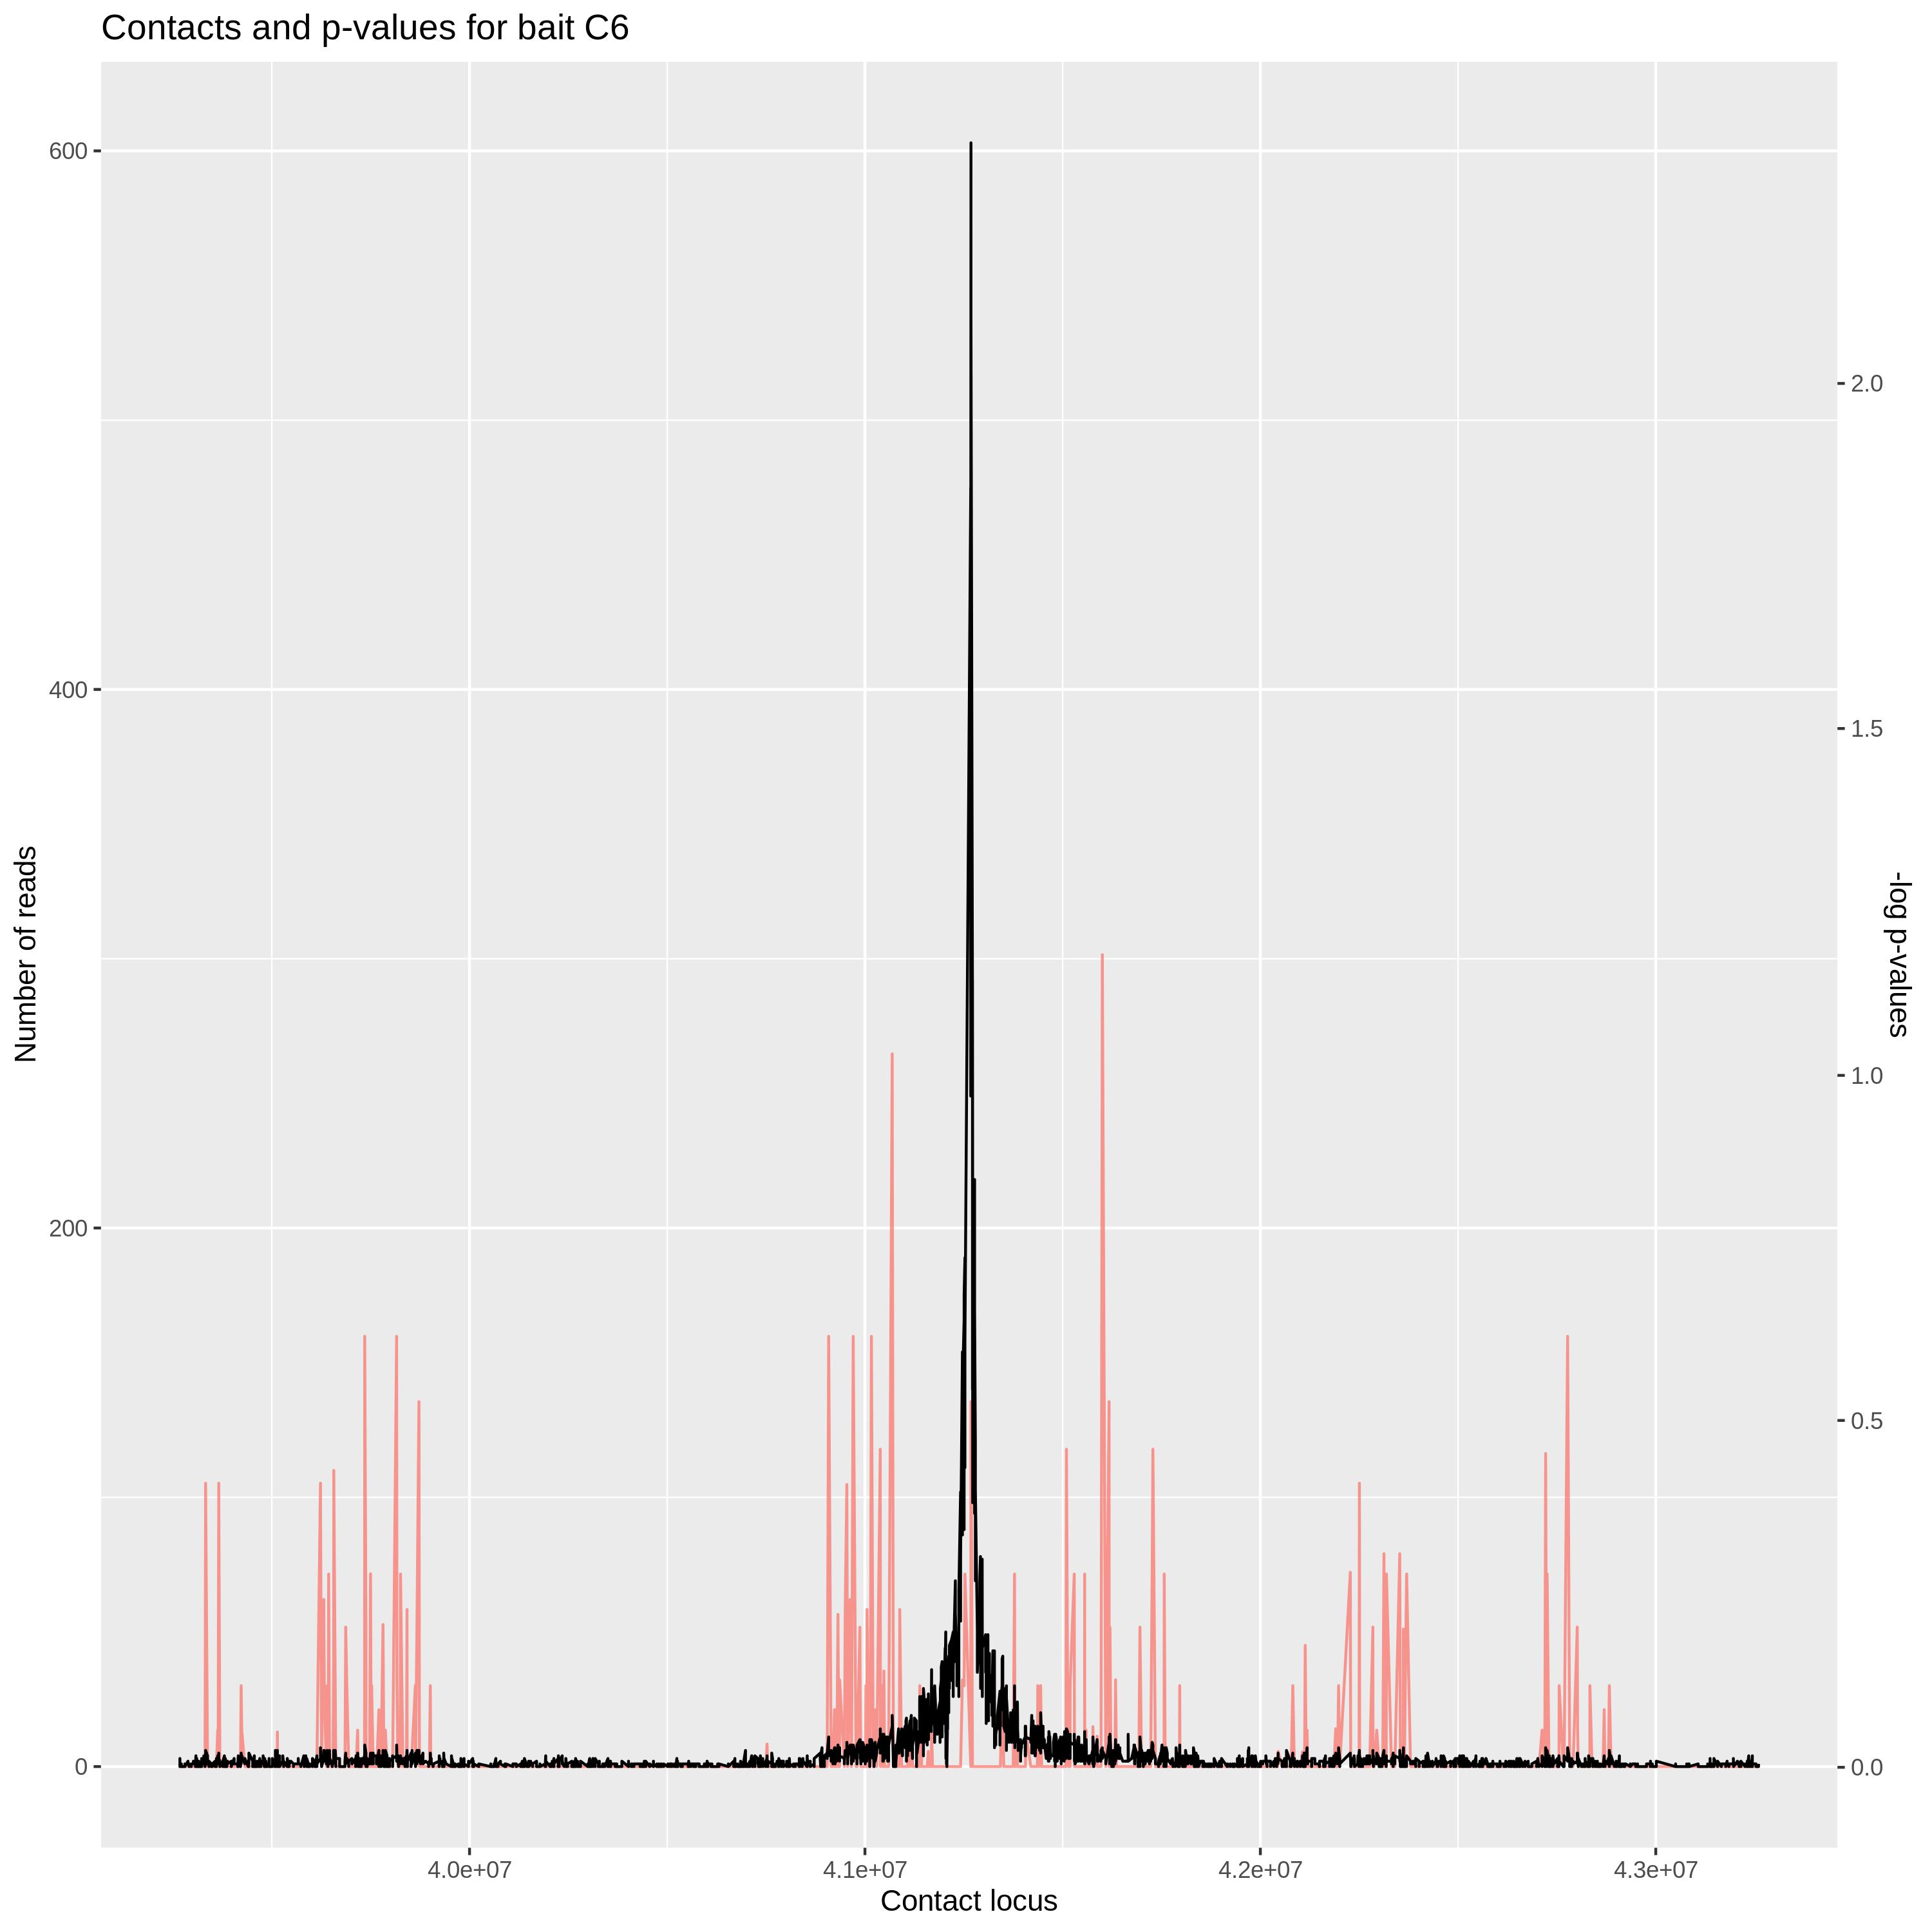 Contacts and p-values for bait C6
600
400
200
0
Number of reads
2.0
1.5
1.0
0.5
0.0
-log p-values
4.0e+07
4.1e+07
4.2e+07
4.3e+07
Contact locus